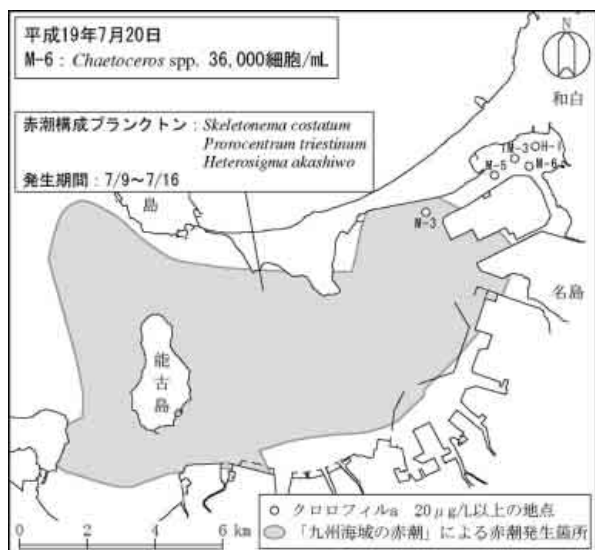 平成19年7月20日
M-6：Chaetoceros spp. 36,000細胞/mL
N
和白
赤潮構成プランクトン：Skeletonema costatum
Prorocentrum triestinum
Heterosigma akashiwo
発生期間：7/9～7/16
島
M-3
H-1
M-5
M-6
M-3
名島
能古島
クロロフィルa 20μg/L以上の地点
「九州海域の赤潮」による赤潮発生箇所
0 2 4 6 km